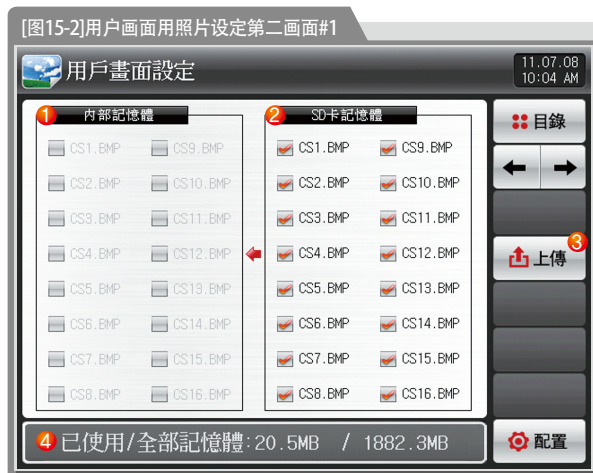 [图15-2]用户画面用照片设定第二画面#1
用戶畫面設定
11.07.08
10:04 AM
1 內部記憶體
2 SD卡記憶體
CS1.BMP CS9.BMP CS1.BMP CS9.BMP
CS2.BMP CS10.BMP CS2.BMP CS10.BMP
CS3.BMP CS11.BMP CS3.BMP CS11.BMP
CS4.BMP CS12.BMP CS4.BMP CS12.BMP
CS5.BMP CS13.BMP CS5.BMP CS13.BMP
CS6.BMP CS14.BMP CS6.BMP CS14.BMP
CS7.BMP CS15.BMP CS7.BMP CS15.BMP
CS8.BMP CS16.BMP CS8.BMP CS16.BMP
目錄
3
上傳
配置
4 已使用/全部記憶體:20.5MB / 1882.3MB